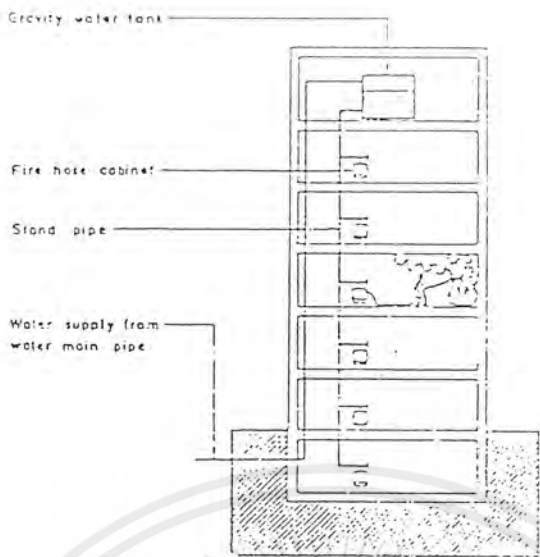 Gravity water tank
Fire hose cabinet
Stand pipe
Water supply from
water main pipe